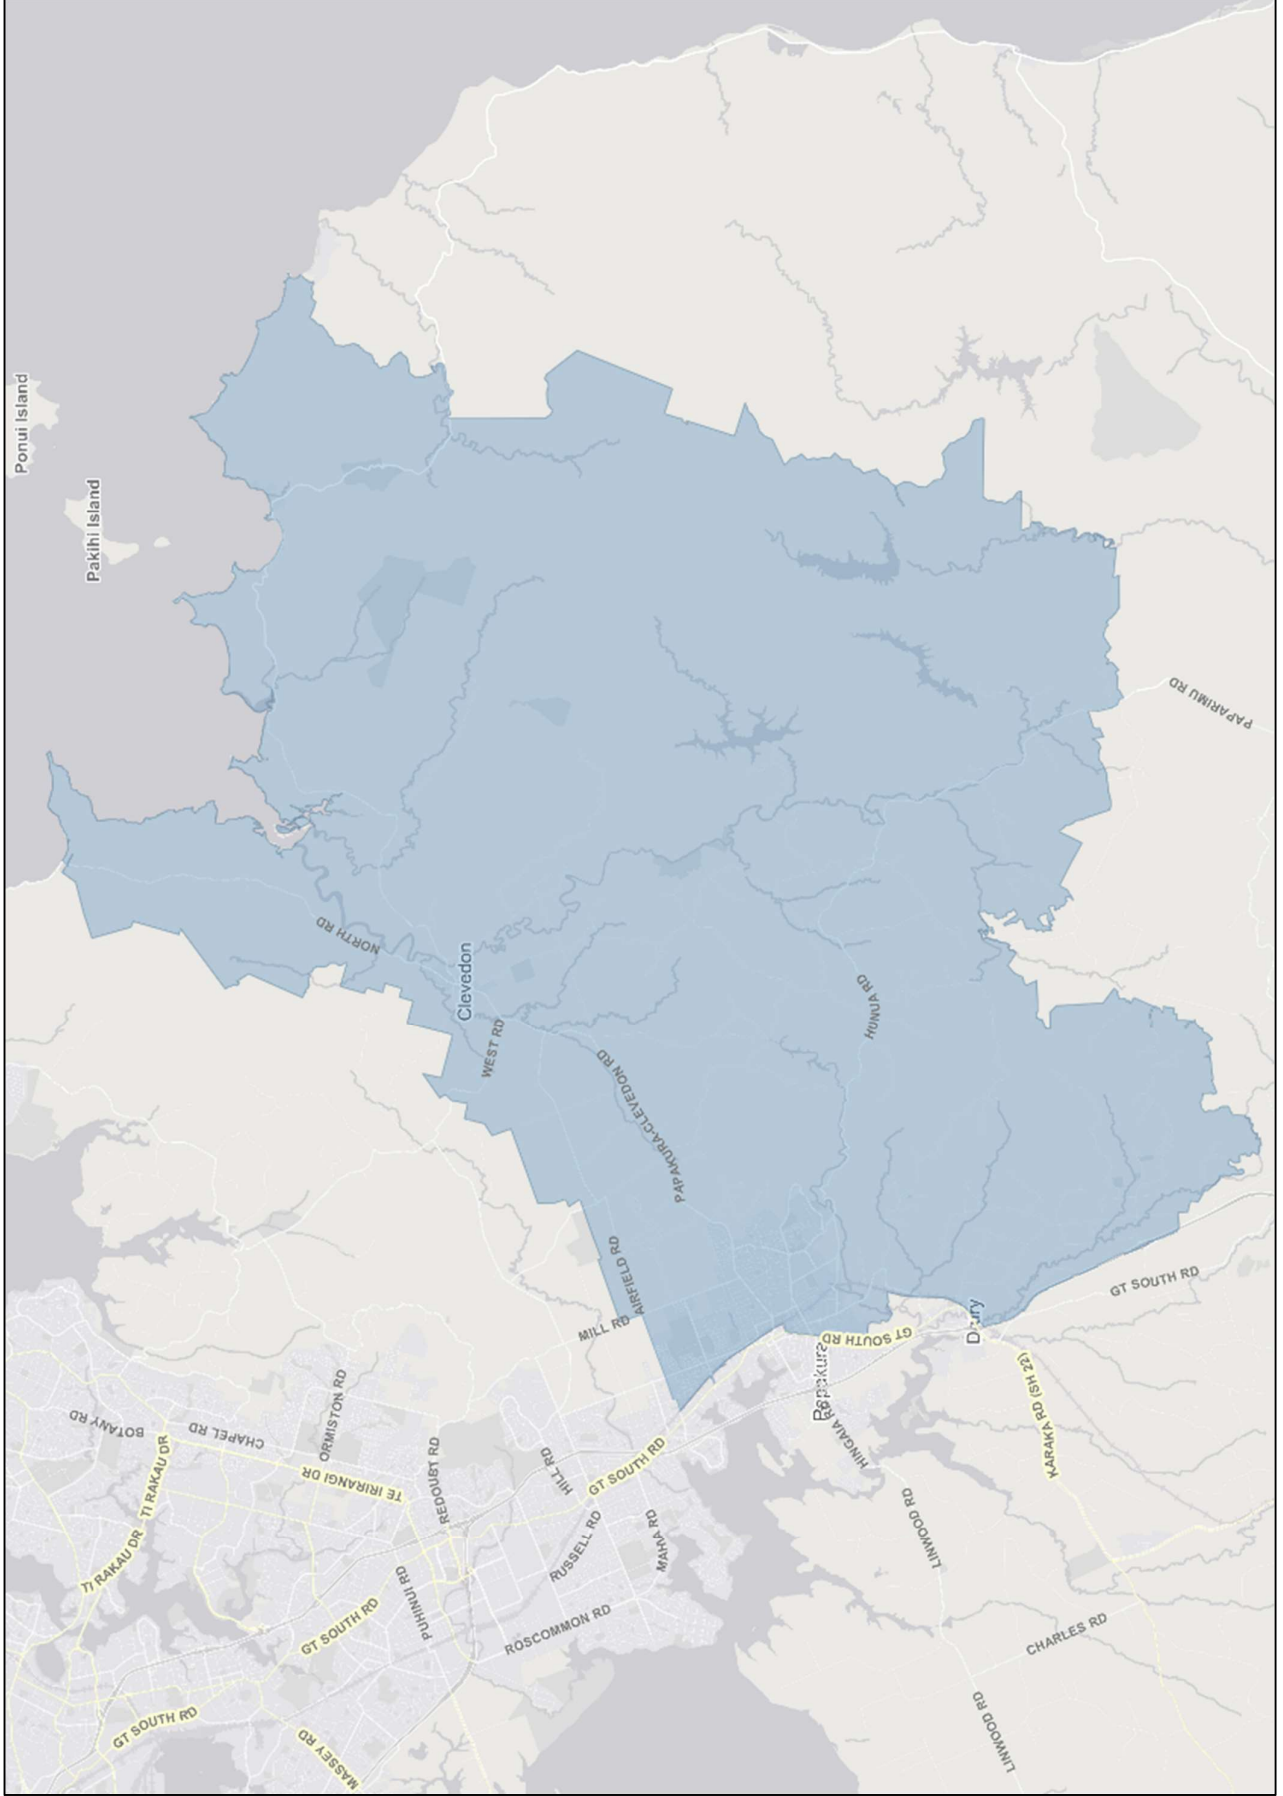 Ponui Island
Pakihi Island
PAPARIMU RD
NORTH RD
Clevedon
WEST RD
HUNUA RD
PAPAKURA-CLEVEDON RD
AIRFIELD RD
MILL RD
GT SOUTH RD
GT SOUTH RD
Drury
Papakura
HINGAIA RD
KARAKA RD (SH 22)
BOTANY RD
CHAPEL RD
ORMISTON RD
TI RAKAU DR
TI RAKAU DR
TE IRIRANGI DR
REDOUBT RD
HILL RD
GT SOUTH RD
RUSSELL RD
MAHIA RD
LINWOOD RD
PUHINUI RD
GT SOUTH RD
ROSCOMMON RD
CHARLES RD
GT SOUTH RD
MASSEY RD
LINWOOD RD